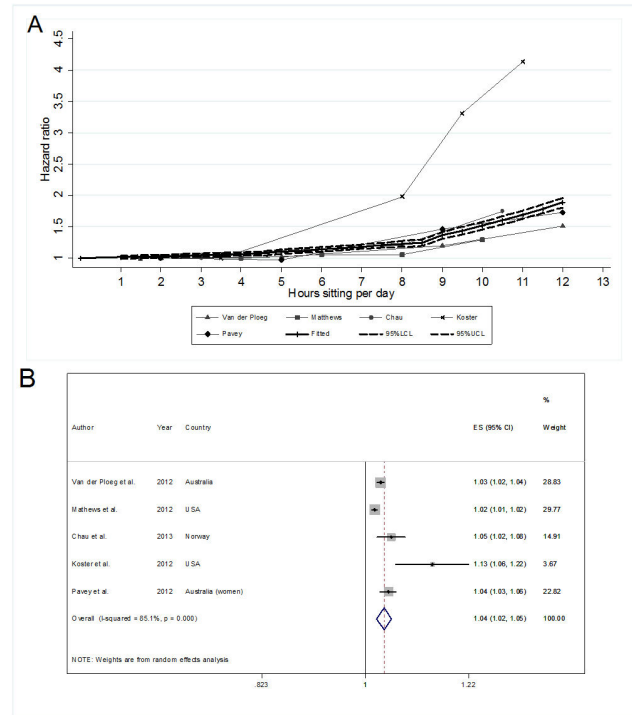 A
Hazard ratio
4.5
4
3.5
3
2.5
2
1.5
1
1 2 3 4 5 6 7 8 9 10 11 12 13
Hours sitting per day
Van der Ploeg Matthews Chau Koster
Pavey Fitted 95%LCL 95%UCL
B
%
Author Year Country ES (95% CI) Weight
Van der Ploeg et al. 2012 Australia 1.03 (1.02, 1.04) 28.83
Mathews et al. 2012 USA 1.02 (1.01, 1.02) 29.77
Chau et al. 2013 Norway 1.05 (1.02, 1.08) 14.91
Koster et al. 2012 USA 1.13 (1.06, 1.22) 3.67
Pavey et al. 2012 Australia (women) 1.04 (1.03, 1.06) 22.82
Overall (I-squared = 85.1%, p = 0.000) 1.04 (1.02, 1.05) 100.00
NOTE: Weights are from random effects analysis
.823 1 1.22